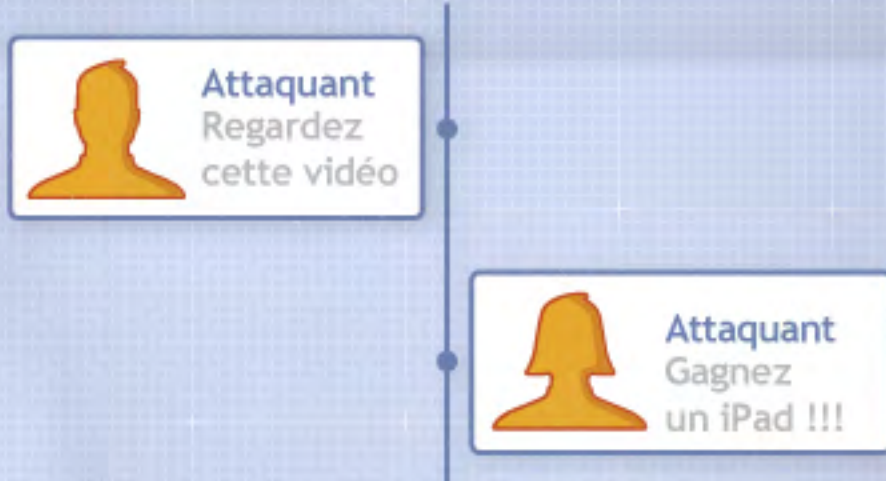 Attaquant
Regardez
cette vidéo
Attaquant
Gagnez
un iPad !!!